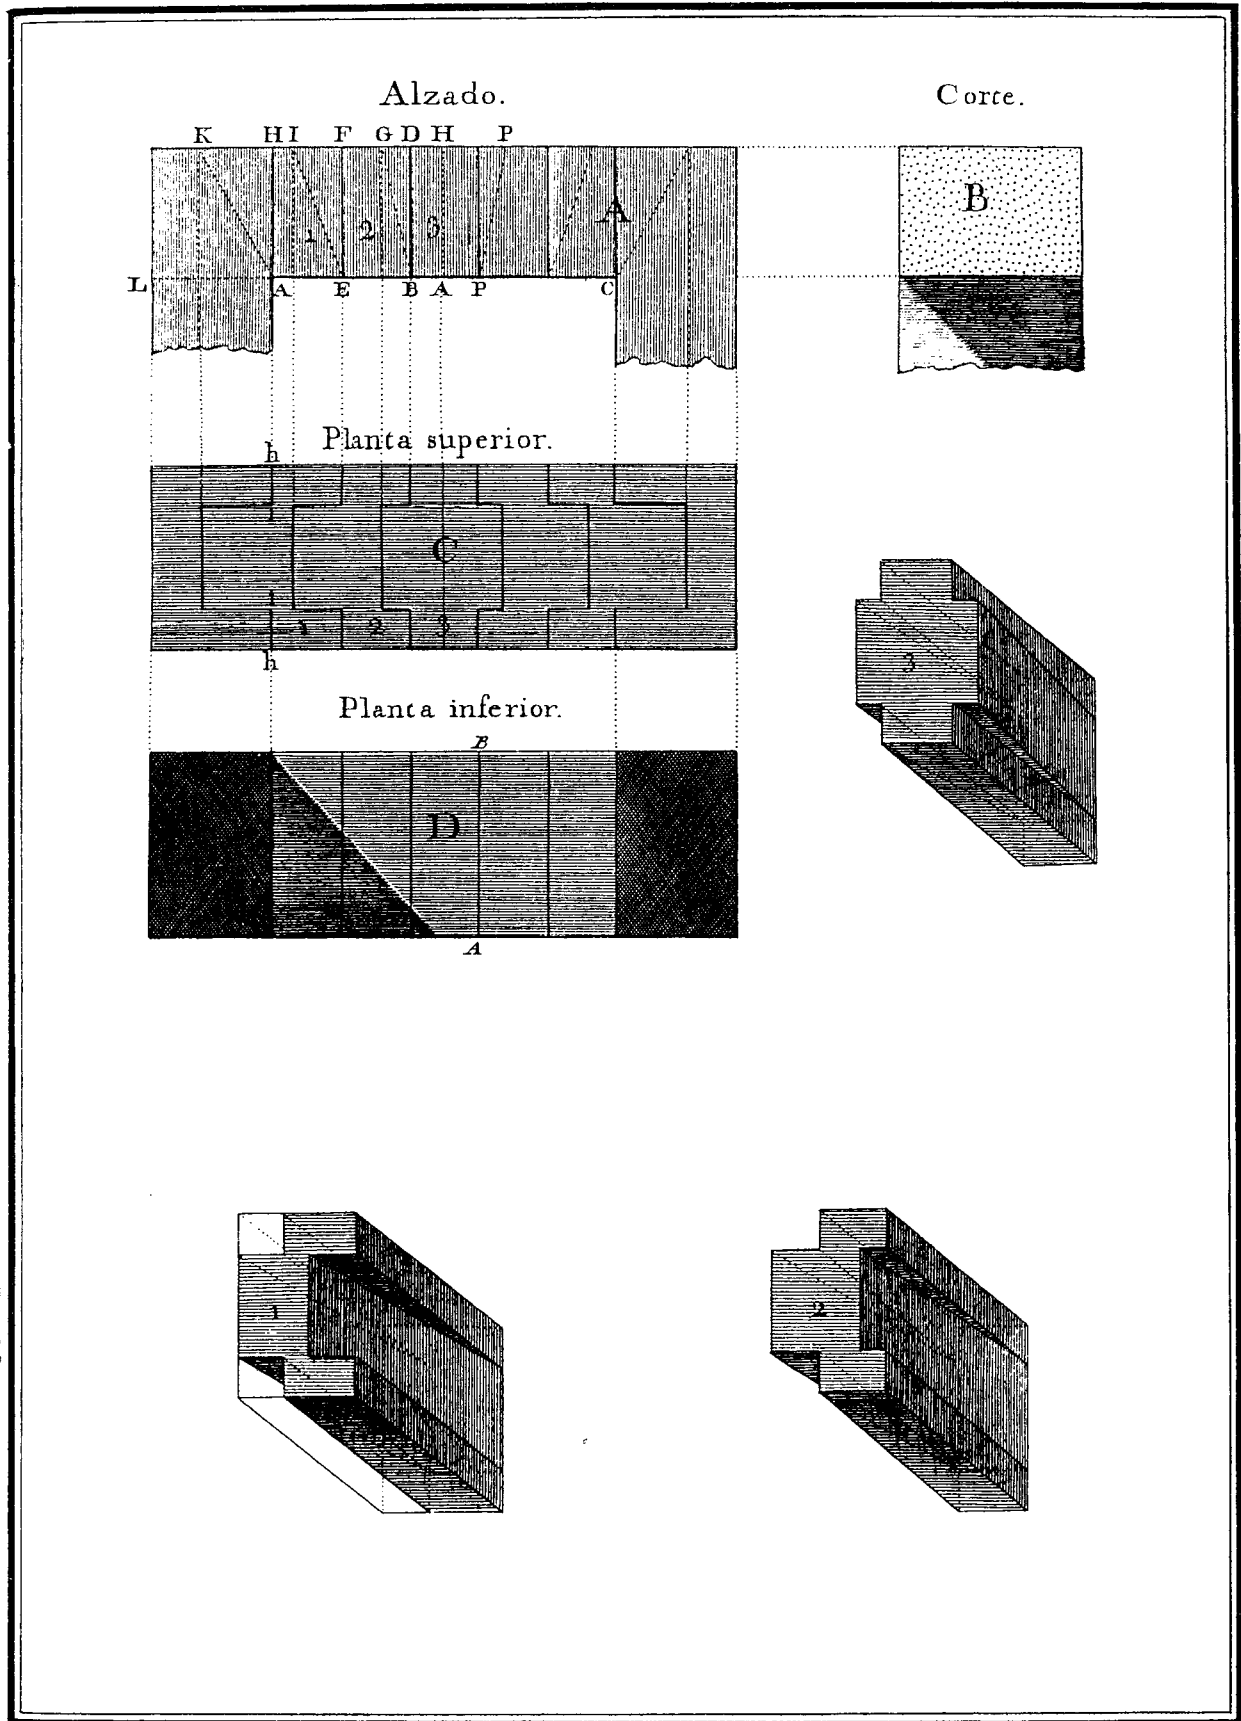 Alzado.
Corte.
K H I F G D H P
B
A
1 2 3
L A E B A P C
Planta superior.
h
C
1 2 3
h
3
Planta inferior.
B
D
A
1
2